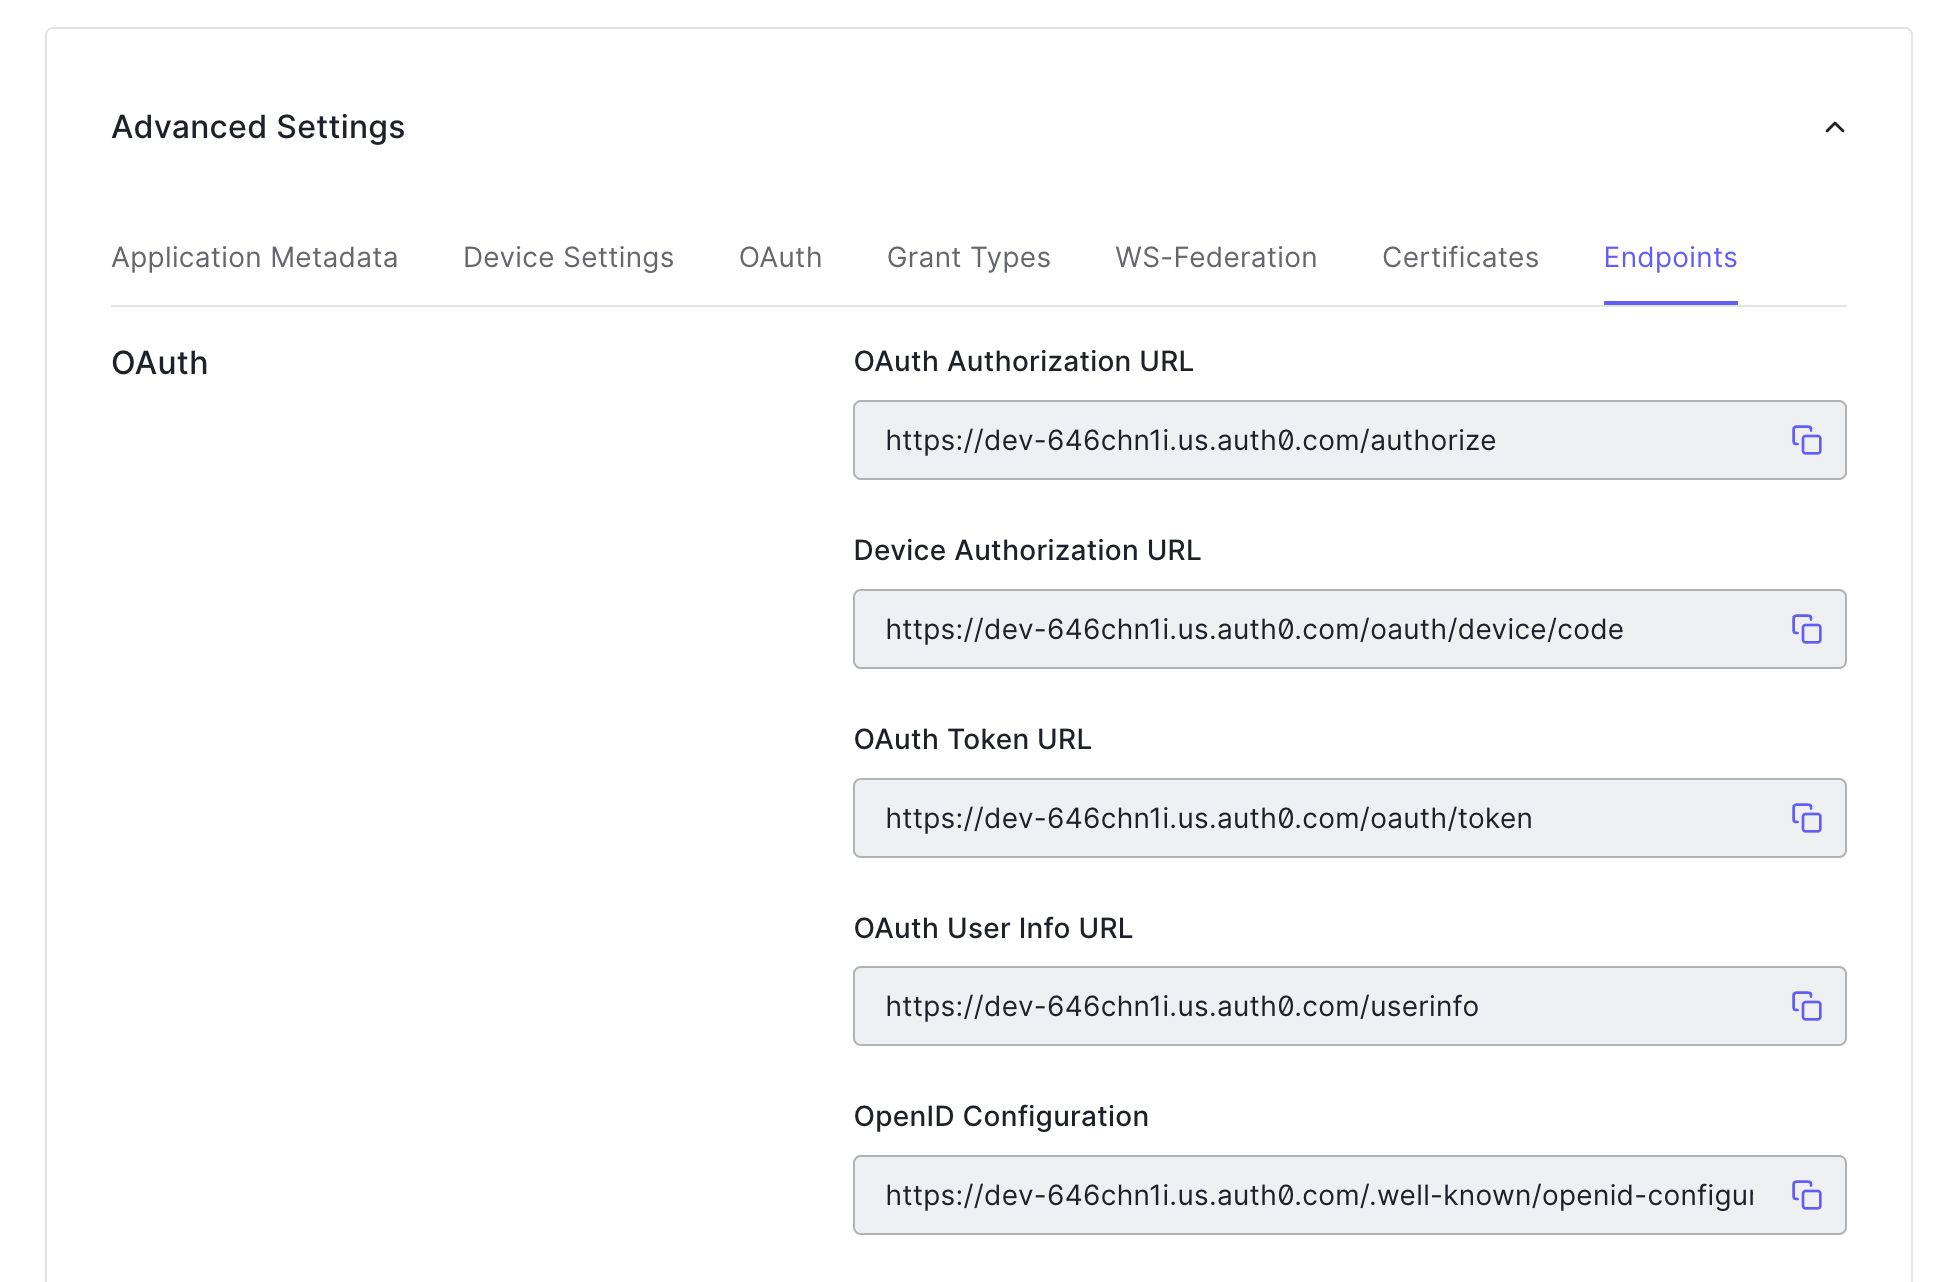 Advanced Settings
Application Metadata Device Settings OAuth Grant Types WS-Federation Certificates Endpoints
OAuth
OAuth Authorization URL
https://dev-646chn1i.us.auth0.com/authorize
Device Authorization URL
https://dev-646chn1i.us.auth0.com/oauth/device/code
OAuth Token URL
https://dev-646chn1i.us.auth0.com/oauth/token
OAuth User Info URL
https://dev-646chn1i.us.auth0.com/userinfo
OpenID Configuration
https://dev-646chn1i.us.auth0.com/.well-known/openid-configur